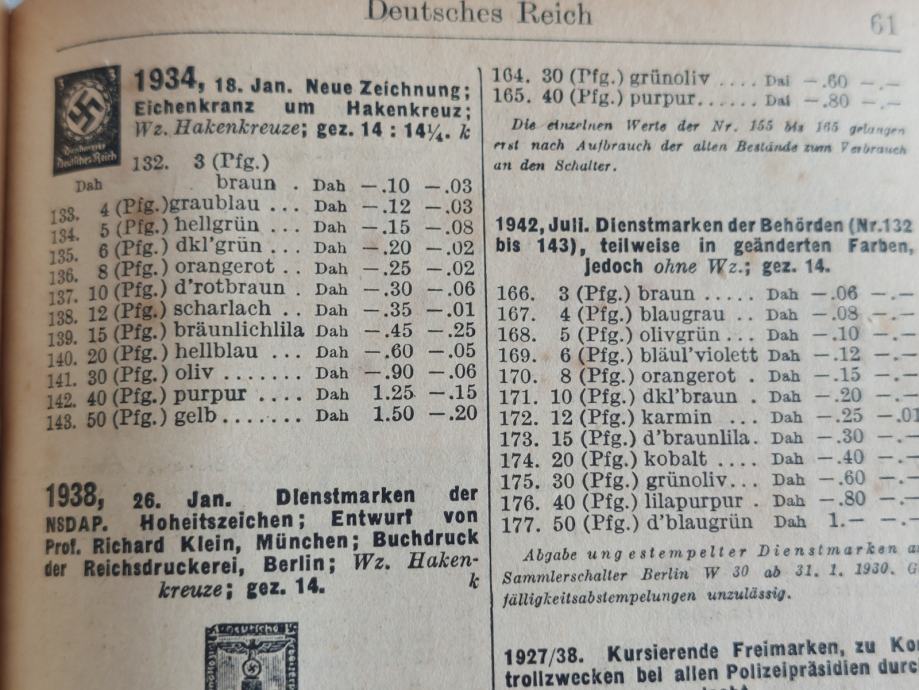 Deutsches Reich
61
1934, 18. Jan. Neue Zeichnung;
Eichenkranz um Hakenkreuz;
Wz. Hakenkreuze; gez. 14 : 14¼. k
132. 3 (Pfg.)
Dah braun . Dah —.10 —.03
133. 4 (Pfg.) graublau ... Dah —.12 —.03
134. 5 (Pfg.) hellgrün ... Dah —.15 —.08
135. 6 (Pfg.) dkl'grün ... Dah —.20 —.02
136. 8 (Pfg.) orangerot .. Dah —.25 —.02
137. 10 (Pfg.) d'rotbraun . Dah —.30 —.06
138. 12 (Pfg.) scharlach .. Dah —.35 —.01
139. 15 (Pfg.) bräunlichlila Dah —.45 —.25
140. 20 (Pfg.) hellblau ... Dah —.60 —.05
141. 30 (Pfg.) oliv ....... Dah —.90 —.06
142. 40 (Pfg.) purpur .... Dah 1.25 —.15
143. 50 (Pfg.) gelb ....... Dah 1.50 —.20
1938, 26. Jan. Dienstmarken der
NSDAP. Hoheitszeichen; Entwurf von
Prof. Richard Klein, München; Buchdruck
der Reichsdruckerei, Berlin; Wz. Haken-
kreuze; gez. 14. k
164. 30 (Pfg.) grünoliv .... Dai —.60 —.—
165. 40 (Pfg.) purpur...... Dai —.80 —.—
Die einzelnen Werte der Nr. 155 bis 165 gelangen
erst nach Aufbrauch der alten Bestände zum Verbrauch
an den Schalter.
1942, Juli. Dienstmarken der Behörden (Nr.132
bis 143), teilweise in geänderten Farben,
jedoch ohne Wz.; gez. 14.
166. 3 (Pfg.) braun ..... Dah —.06 —.—
167. 4 (Pfg.) blaugrau .. Dah —.08 —.—
168. 5 (Pfg.) olivgrün ... Dah —.10 —.—
169. 6 (Pfg.) bläul'violett Dah —.12 —.—
170. 8 (Pfg.) orangerot . Dah —.15 —.—
171. 10 (Pfg.) dkl'braun . Dah —.20 —.—
172. 12 (Pfg.) karmin ... Dah —.25 —.01
173. 15 (Pfg.) d'braunlila. Dah —.30 —.—
174. 20 (Pfg.) kobalt .... Dah —.40 —.—
175. 30 (Pfg.) grünoliv... Dah —.60 —.—
176. 40 (Pfg.) lilapurpur . Dah —.80 —.—
177. 50 (Pfg.) d'blaugrün Dah 1.— —.
Abgabe ungestempelter Dienstmarken
Sammlerschalter Berlin W 30 ab 31. 1. 1930.
fälligkeitsabstempelungen unzulässig.
1927/38. Kursierende Freimarken, zu
trollzwecken bei allen Polizeipräsidien